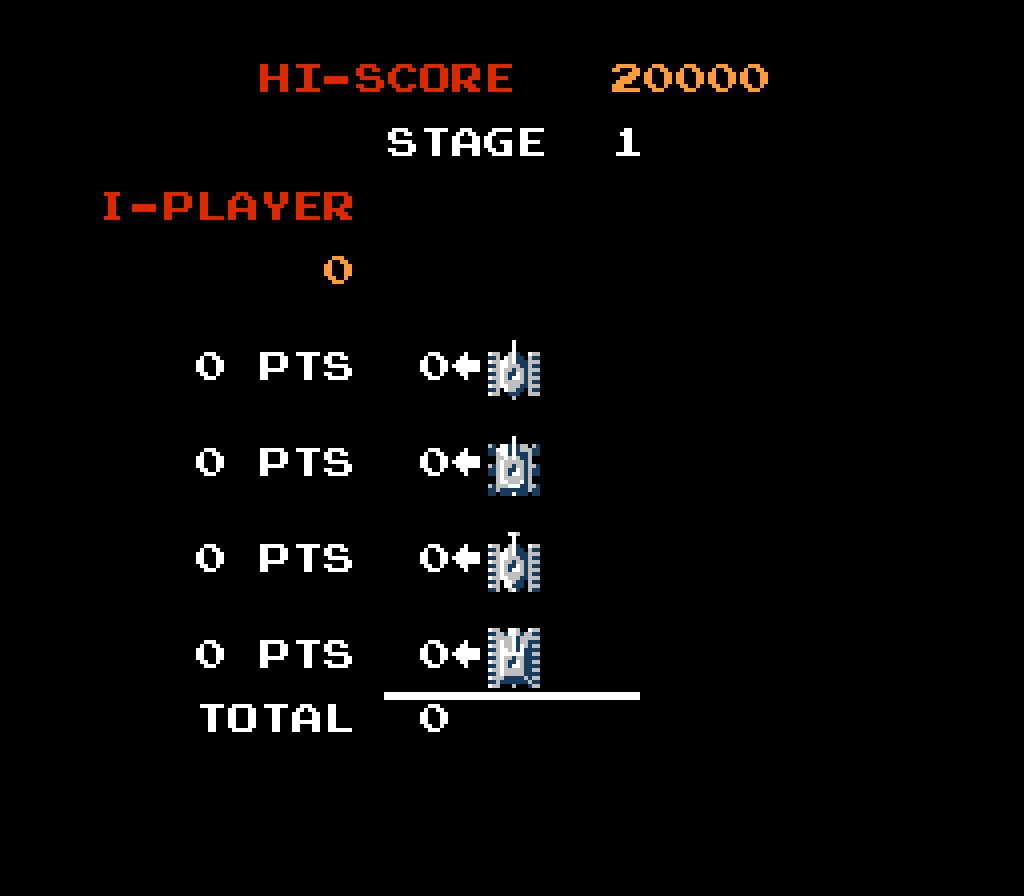 HI-SCORE 20000
STAGE 1
I-PLAYER
0
0 PTS 0←
0 PTS 0←
0 PTS 0←
0 PTS 0←
TOTAL 0